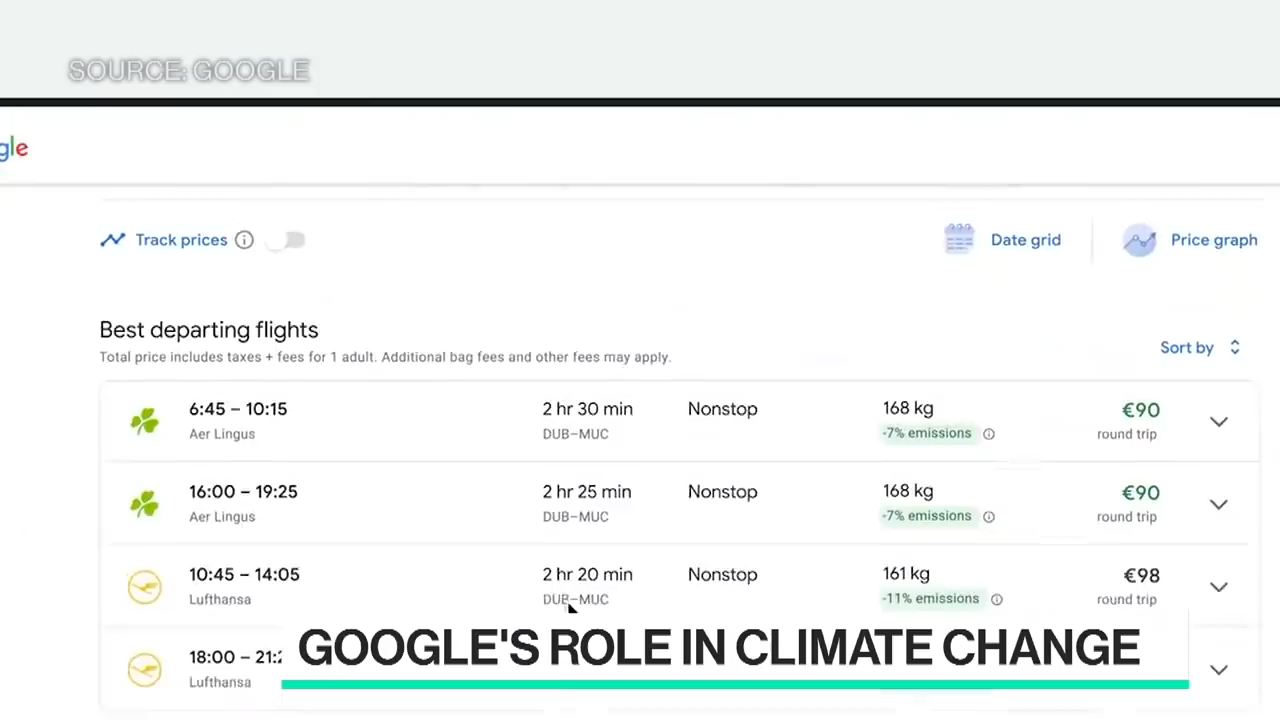 SOURCE: GOOGLE
gle
Track prices
Date grid
Price graph
Best departing flights
Total price includes taxes + fees for 1 adult. Additional bag fees and other fees may apply.
Sort by
6:45 – 10:15 2 hr 30 min Nonstop 168 kg €90
Aer Lingus DUB–MUC -7% emissions round trip
16:00 – 19:25 2 hr 25 min Nonstop 168 kg €90
Aer Lingus DUB–MUC -7% emissions round trip
10:45 – 14:05 2 hr 20 min Nonstop 161 kg €98
Lufthansa DUB–MUC -11% emissions round trip
18:00 – 21:
Lufthansa
GOOGLE'S ROLE IN CLIMATE CHANGE